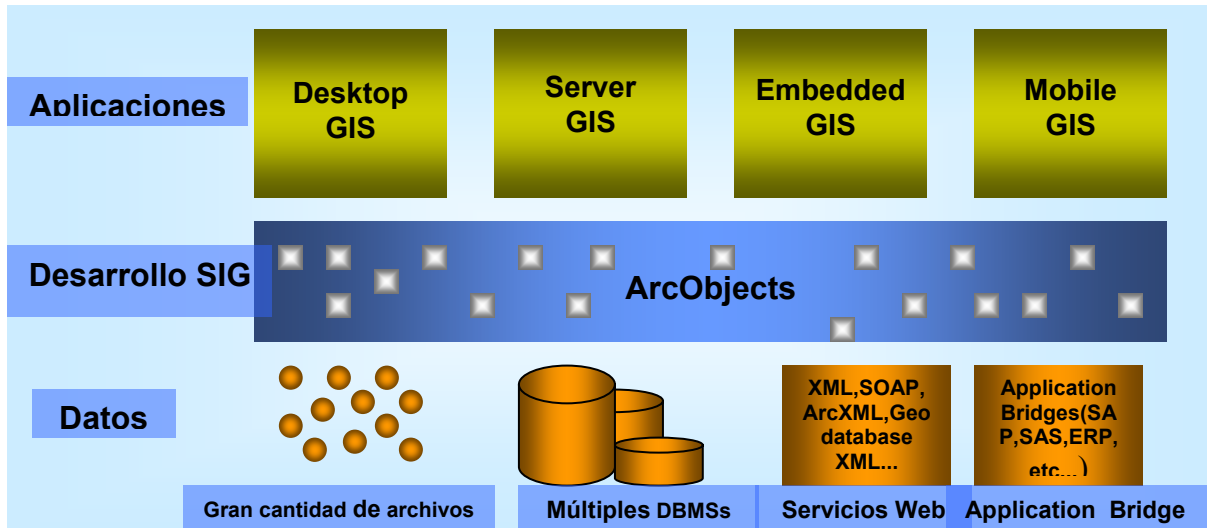 Aplicaciones
Desktop
GIS
Server
GIS
Embedded
GIS
Mobile
GIS
Desarrollo SIG
ArcObjects
Datos
XML,SOAP,
ArcXML,Geo
database
XML...
Application
Bridges(SA
P,SAS,ERP,
etc...)
Gran cantidad de archivos
Múltiples DBMSs
Servicios Web
Application Bridge